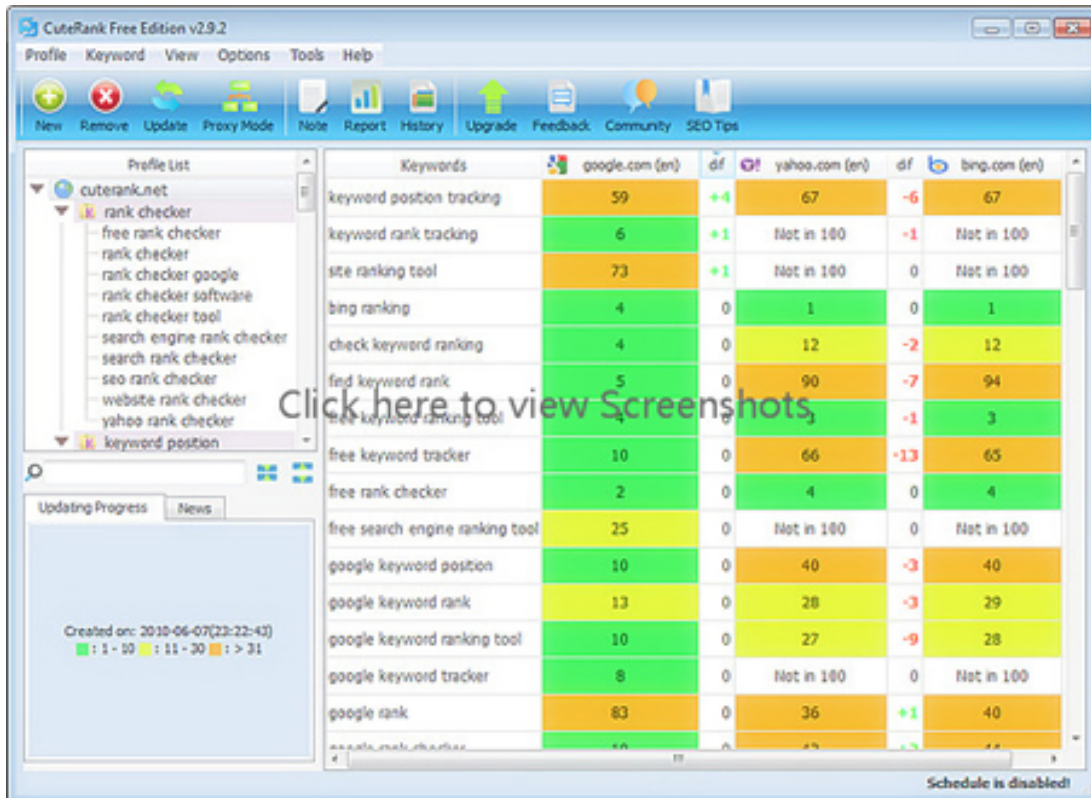 CuteRank Free Edition v2.9.2
Profile Keyword View Options Tools Help
New Remove Update Proxy Mode Note Report History Upgrade Feedback Community SEO Tips
Profile List
cuterank.net
rank checker
free rank checker
rank checker
rank checker google
rank checker software
rank checker tool
search engine rank checker
search rank checker
seo rank checker
website rank checker
yahoo rank checker
keyword position
Updating Progress News
Created on: 2010-06-07(23:22:43)
: 1 - 10 : 11 - 30 : > 31
Keywords google.com (en) df yahoo.com (en) df bing.com (en)
keyword position tracking 59 +4 67 -6 67
keyword rank tracking 6 +1 Not in 100 -1 Not in 100
site ranking tool 73 +1 Not in 100 0 Not in 100
bing ranking 4 0 1 0 1
check keyword ranking 4 0 12 -2 12
find keyword rank 5 0 90 -7 94
Click here to view Screenshots
free keyword ranking tool 4 0 3 -1 3
free keyword tracker 10 0 66 -13 65
free rank checker 2 0 4 0 4
free search engine ranking tool 25 0 Not in 100 0 Not in 100
google keyword position 10 0 40 -3 40
google keyword rank 13 0 28 -3 29
google keyword ranking tool 10 0 27 -9 28
google keyword tracker 8 0 Not in 100 0 Not in 100
google rank 83 0 36 +1 40
google rank checker
Schedule is disabled!